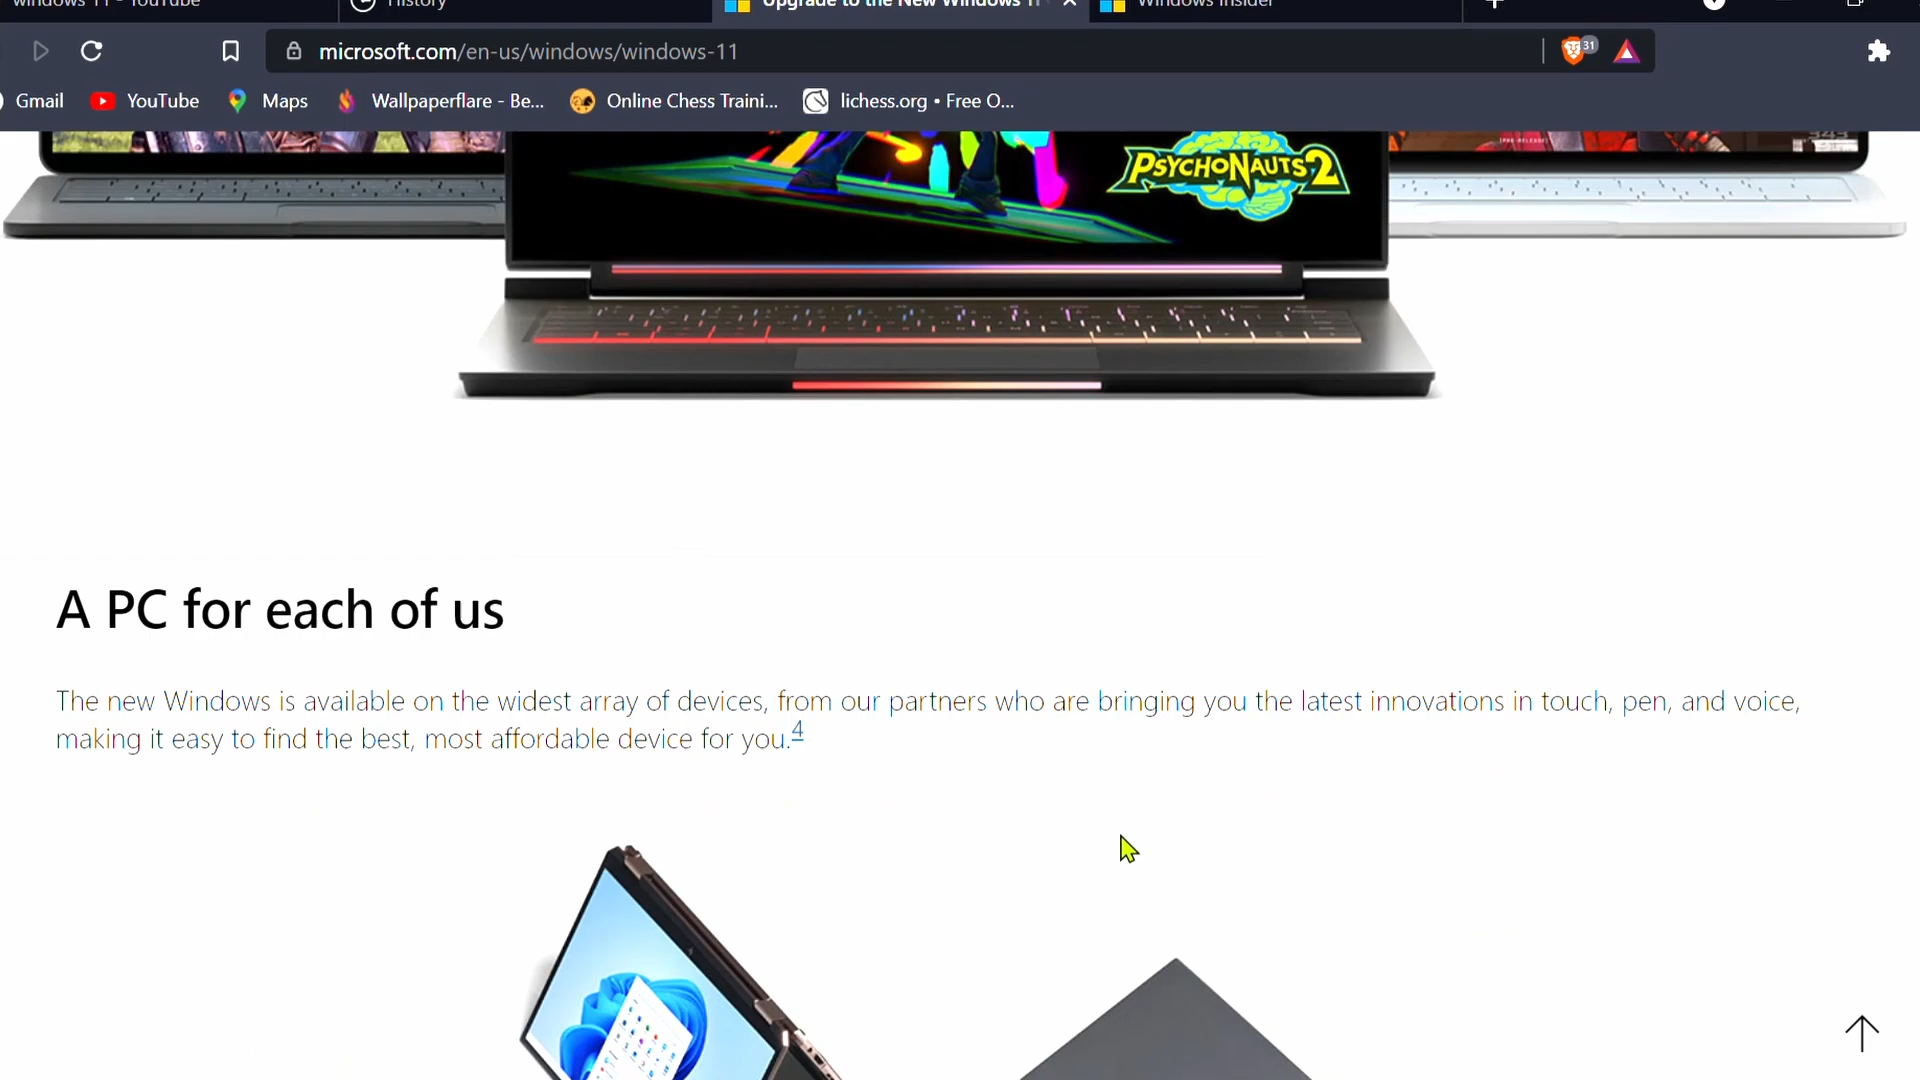 windows 11 - YouTube
History
Upgrade to the New Windows 11
Windows Insider
microsoft.com/en-us/windows/windows-11
31
Gmail
YouTube
Maps
Wallpaperflare - Be...
Online Chess Traini...
lichess.org • Free O...
PSYCHONAUTS 2
343
A PC for each of us
The new Windows is available on the widest array of devices, from our partners who are bringing you the latest innovations in touch, pen, and voice,
making it easy to find the best, most affordable device for you.4